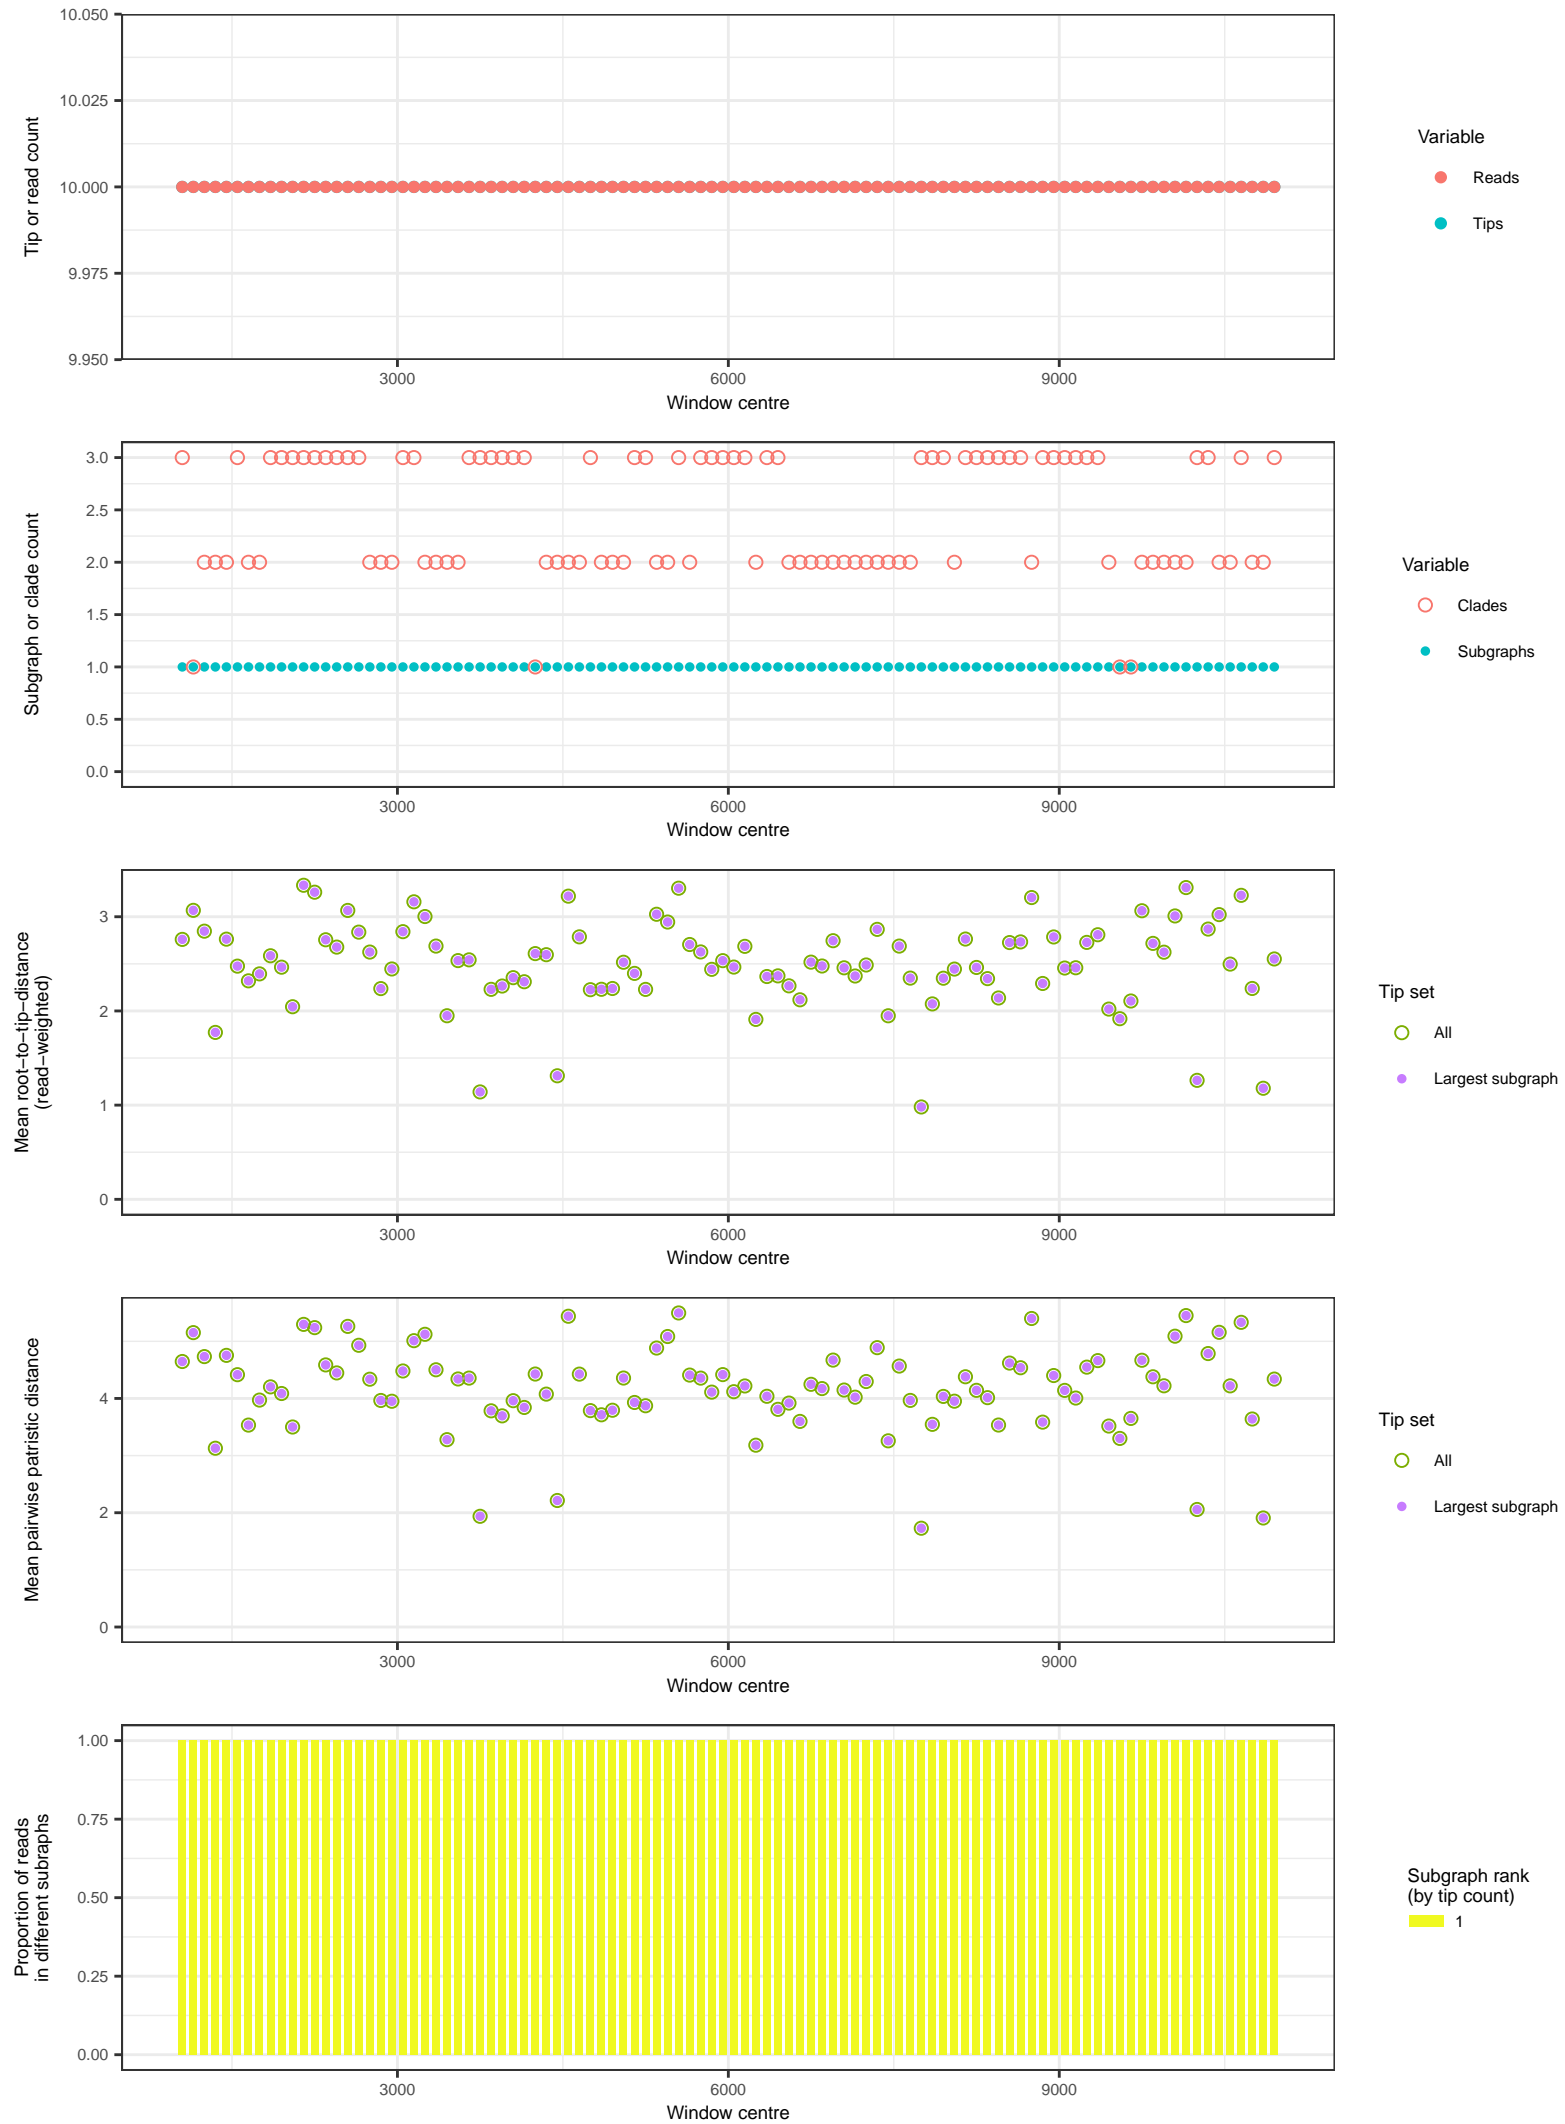 10.050
10.025
10.000
9.975
9.950
Tip or read count
3000 6000 9000
Window centre
Variable
Reads
Tips
3.0
2.5
2.0
1.5
1.0
0.5
0.0
Subgraph or clade count
3000 6000 9000
Window centre
Variable
Clades
Subgraphs
3
2
1
0
Mean root−to−tip−distance
(read−weighted)
3000 6000 9000
Window centre
Tip set
All
Largest subgraph
4
2
0
Mean pairwise patristic distance
3000 6000 9000
Window centre
Tip set
All
Largest subgraph
1.00
0.75
0.50
0.25
0.00
Proportion of reads
in different subraphs
3000 6000 9000
Window centre
Subgraph rank
(by tip count)
1